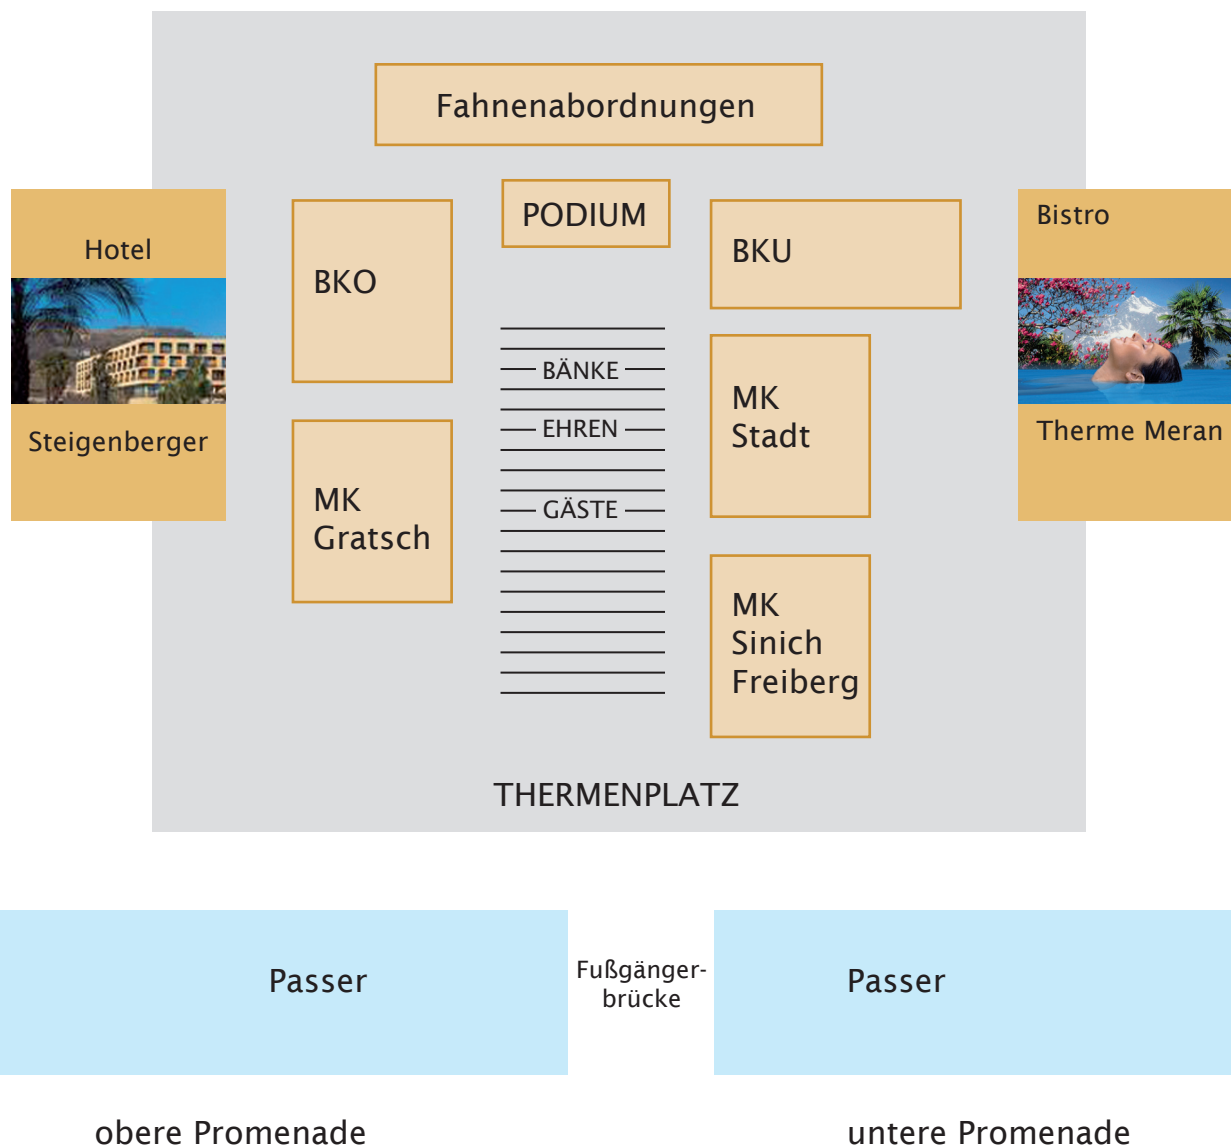 Fahnenabordnungen
PODIUM
Hotel
Steigenberger
BKO
BKU
Bistro
Therme Meran
BÄNKE
EHREN
GÄSTE
MK
Gratsch
MK
Stadt
MK
Sinich
Freiberg
THERMENPLATZ
Passer
Fußgänger-
brücke
Passer
obere Promenade
untere Promenade